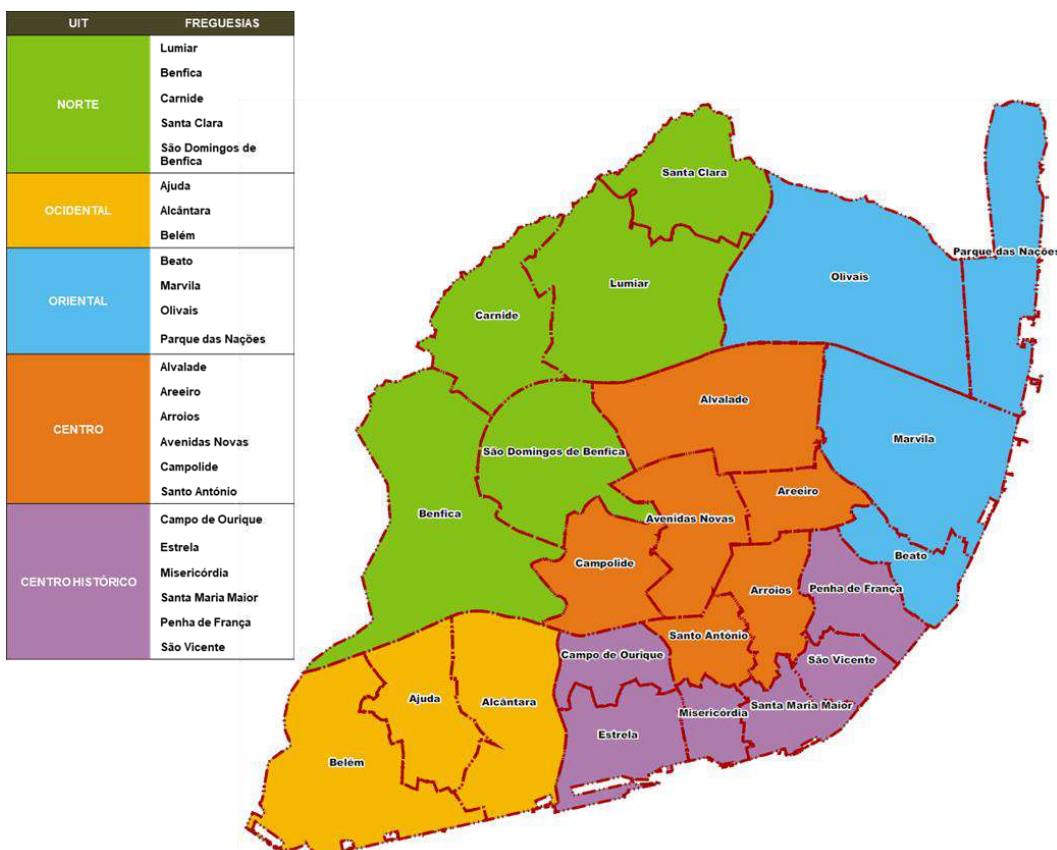 UIT FREGUESIAS
NORTE
Lumiar
Benfica
Carnide
Santa Clara
São Domingos de
Benfica
OCIDENTAL
Ajuda
Alcântara
Belém
ORIENTAL
Beato
Marvila
Olivais
Parque das Nações
CENTRO
Alvalade
Areeiro
Arroios
Avenidas Novas
Campolide
Santo António
CENTRO HISTÓRICO
Campo de Ourique
Estrela
Misericórdia
Santa Maria Maior
Penha de França
São Vicente
Santa Clara
Parque das Nações
Olivais
Lumiar
Carnide
Alvalade
Marvila
São Domingos de Benfica
Areeiro
Benfica
Avenidas Novas
Beato
Campolide
Penha de França
Arroios
Santo António
Campo de Ourique
São Vicente
Ajuda
Alcântara
Santa Maria Maior
Misericórdia
Estrela
Belém